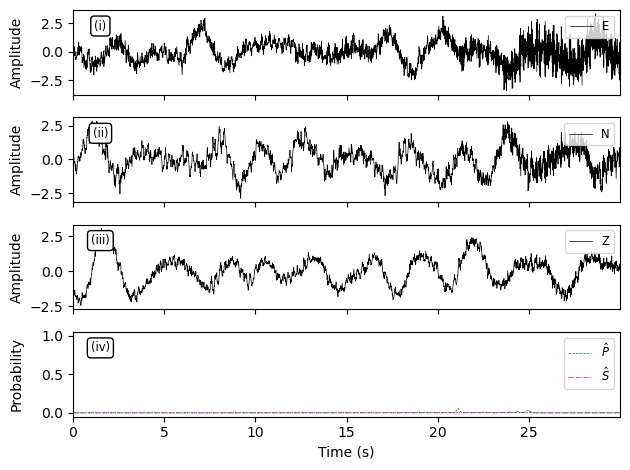 (i)
E
Amplitude
2.5
0.0
−2.5
(ii)
N
Amplitude
2.5
0.0
−2.5
(iii)
Z
Amplitude
2.5
0.0
−2.5
(iv)
P̂
Ŝ
Probability
1.0
0.5
0.0
0 5 10 15 20 25
Time (s)